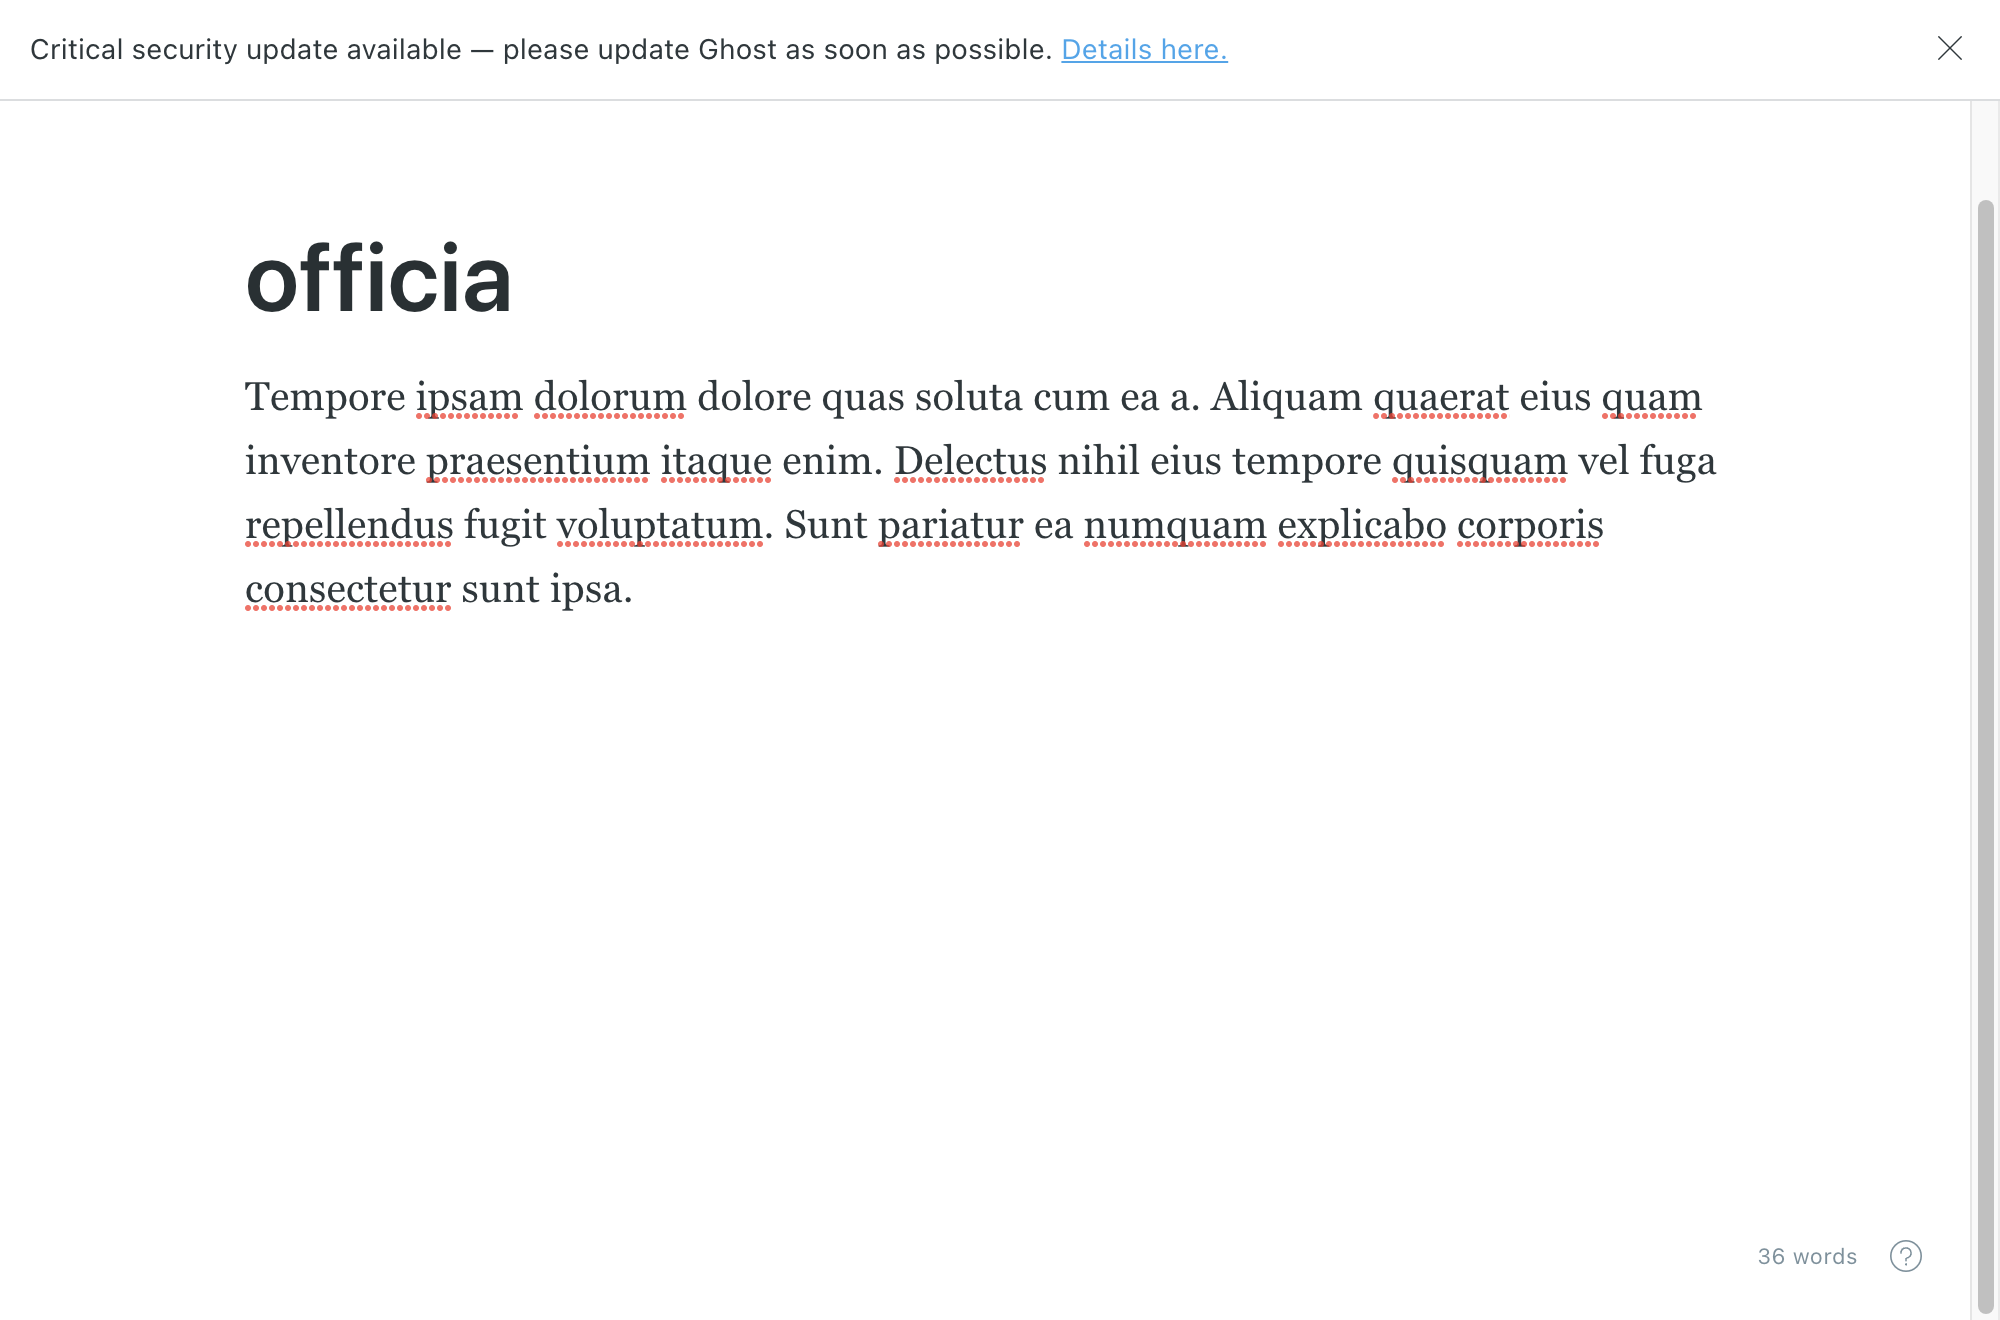 Critical security update available — please update Ghost as soon as possible. Details here.
officia
Tempore ipsam dolorum dolore quas soluta cum ea a. Aliquam quaerat eius quam
inventore praesentium itaque enim. Delectus nihil eius tempore quisquam vel fuga
repellendus fugit voluptatum. Sunt pariatur ea numquam explicabo corporis
consectetur sunt ipsa.
36 words ?